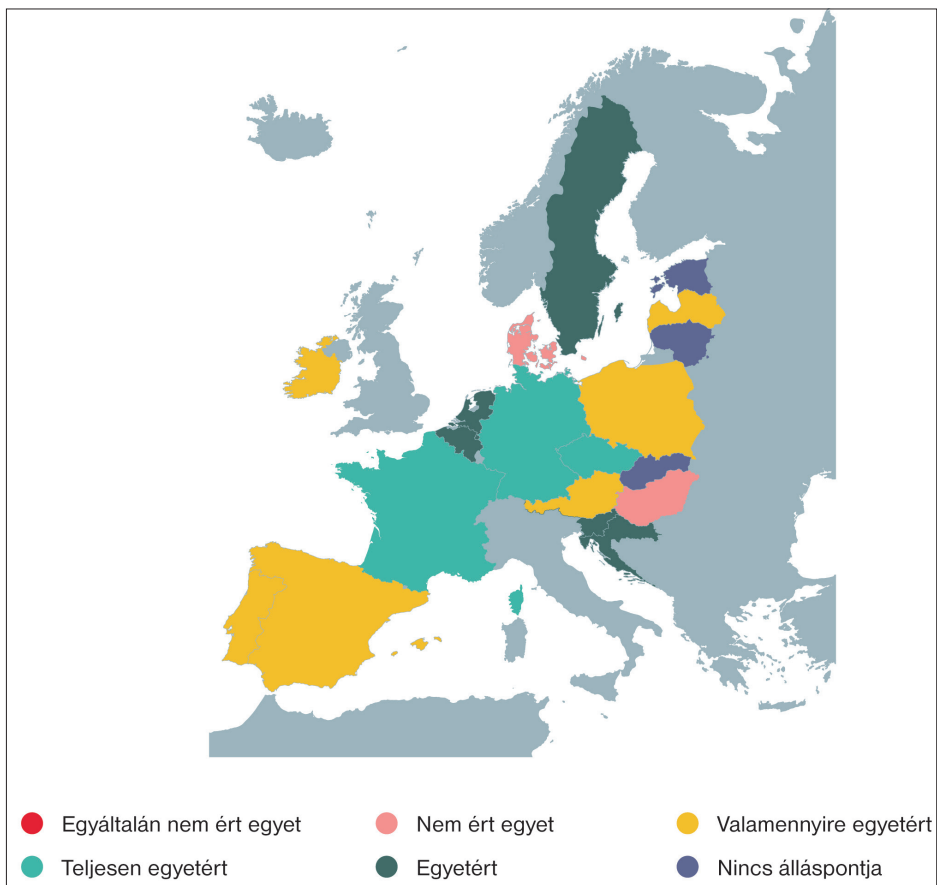 Egyáltalán nem ért egyet
Nem ért egyet
Valamennyire egyetért
Teljesen egyetért
Egyetért
Nincs álláspontja